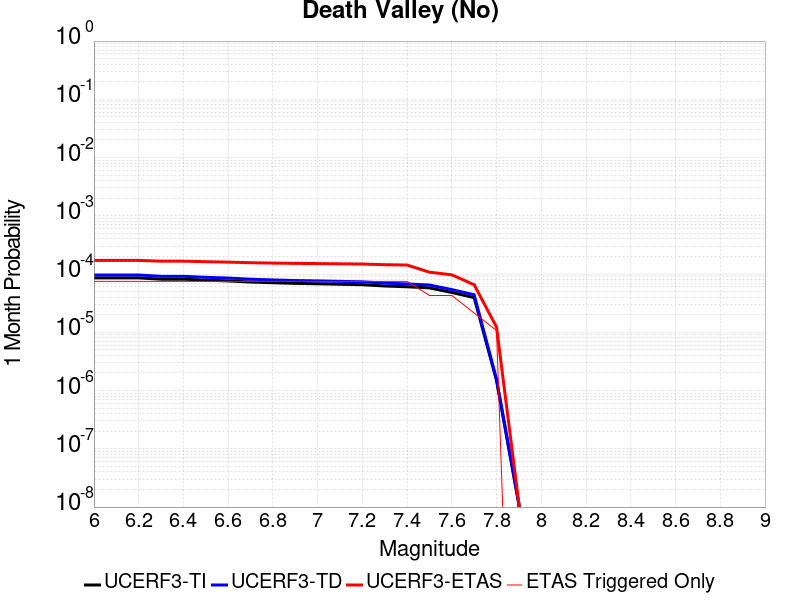 Death Valley (No)
10^0
10^-1
10^-2
10^-3
10^-4
10^-5
10^-6
10^-7
10^-8
1 Month Probability
6 6.2 6.4 6.6 6.8 7 7.2 7.4 7.6 7.8 8 8.2 8.4 8.6 8.8 9
Magnitude
UCERF3-TI UCERF3-TD UCERF3-ETAS ETAS Triggered Only